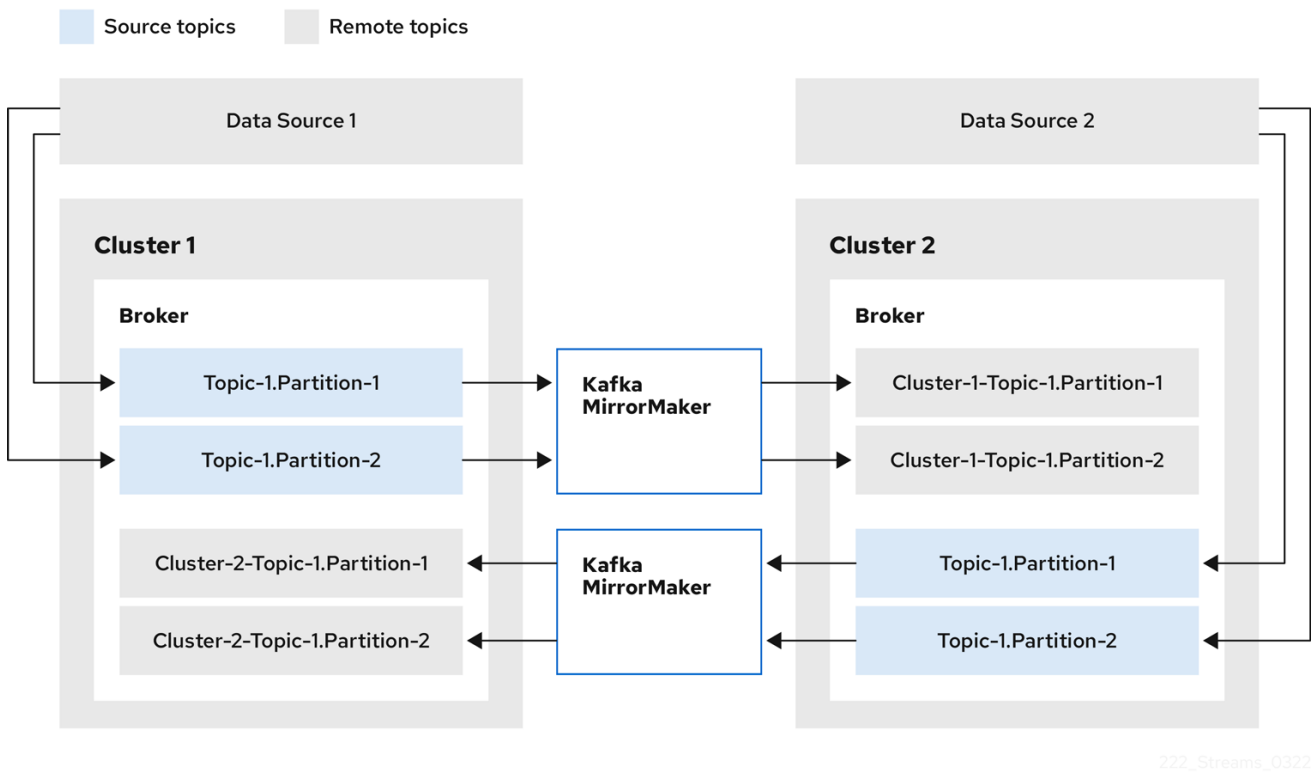 Source topics
Remote topics
Data Source 1
Data Source 2
Cluster 1
Broker
Topic-1.Partition-1
Topic-1.Partition-2
Cluster-2-Topic-1.Partition-1
Cluster-2-Topic-1.Partition-2
Kafka
MirrorMaker
Kafka
MirrorMaker
Cluster 2
Broker
Cluster-1-Topic-1.Partition-1
Cluster-1-Topic-1.Partition-2
Topic-1.Partition-1
Topic-1.Partition-2
222_Streams_0322